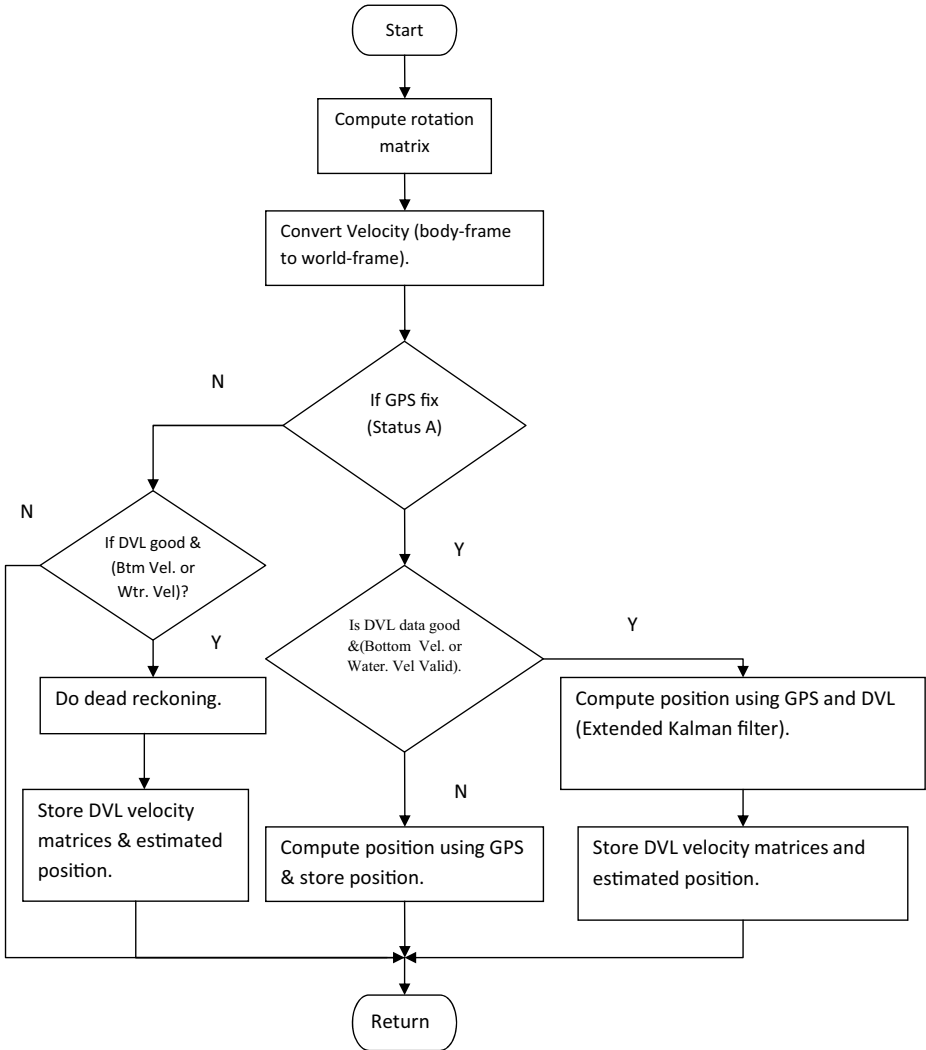 Start
Compute rotation
matrix
Convert Velocity (body-frame
to world-frame).
N
If GPS fix
(Status A)
N
If DVL good &
(Btm Vel. or
Wtr. Vel)?
Y
Y
Is DVL data good
&(Bottom Vel. or
Water. Vel Valid).
Y
Do dead reckoning.
Compute position using GPS and DVL
(Extended Kalman filter).
N
Store DVL velocity
matrices & estimated
position.
Compute position using GPS
& store position.
Store DVL velocity matrices and
estimated position.
Return